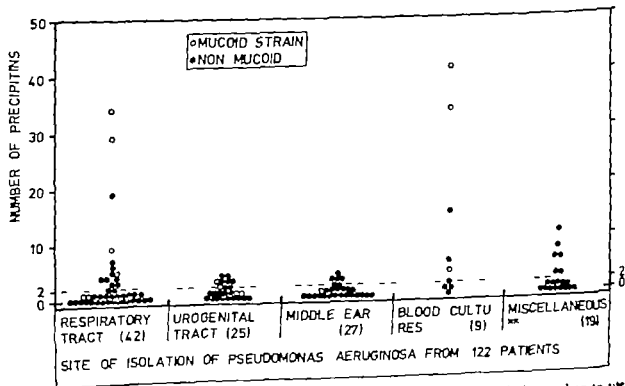 50
○MUCOID STRAIN
●NON MUCOID
40
30
20
10
2
0
NUMBER OF PRECIPITINS
2
0
RESPIRATORY TRACT (42)
UROGENITAL TRACT (25)
MIDDLE EAR (27)
BLOOD CULTU RES (9)
MISCELLANEOUS ** (19)
SITE OF ISOLATION OF PSEUDOMONAS AERUGINOSA FROM 122 PATIENTS